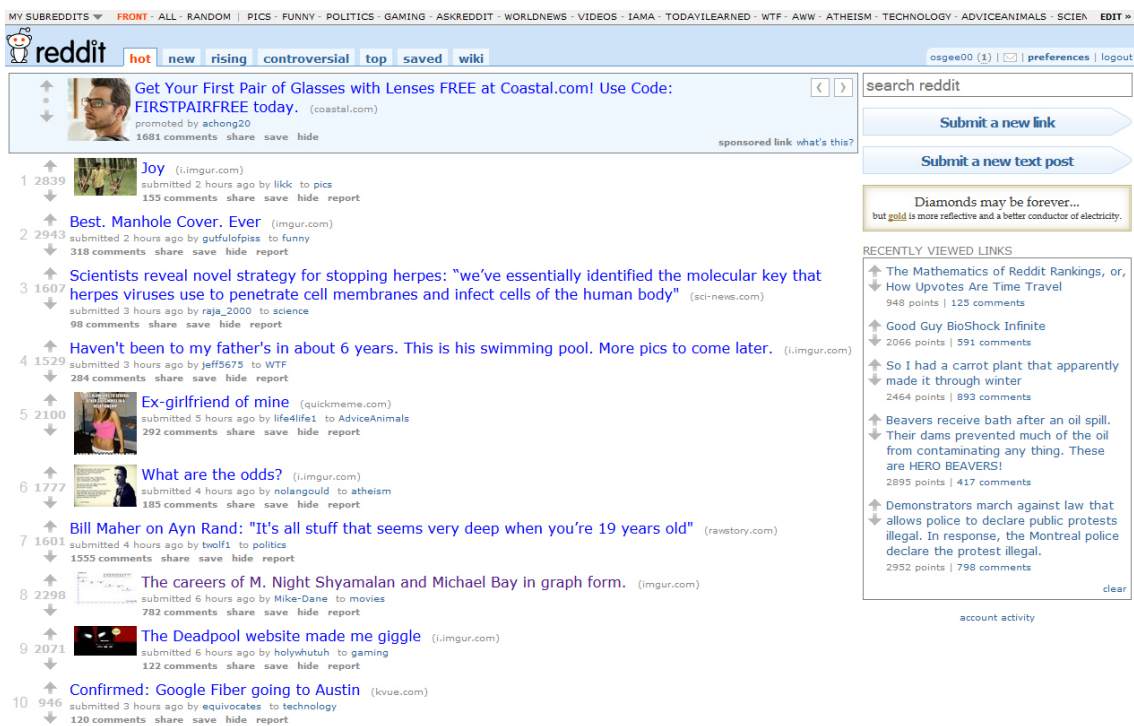 MY SUBREDDITS FRONT - ALL - RANDOM | PICS - FUNNY - POLITICS - GAMING - ASKREDDIT - WORLDNEWS - VIDEOS - IAMA - TODAYILEARNED - WTF - AWW - ATHEISM - TECHNOLOGY - ADVICEANIMALS - SCIEN EDIT »
reddit hot new rising controversial top saved wiki
osgee00 (1) | | preferences | logout
Get Your First Pair of Glasses with Lenses FREE at Coastal.com! Use Code:
FIRSTPAIRFREE today. (coastal.com)
promoted by achong20
1681 comments share save hide
sponsored link what's this?
1 2839
Joy (i.imgur.com)
submitted 2 hours ago by likk to pics
155 comments share save hide report
2 2943
Best. Manhole Cover. Ever (imgur.com)
submitted 2 hours ago by gutfulofpiss to funny
318 comments share save hide report
3 1607
Scientists reveal novel strategy for stopping herpes: “we’ve essentially identified the molecular key that
herpes viruses use to penetrate cell membranes and infect cells of the human body" (sci-news.com)
submitted 3 hours ago by raja_2000 to science
98 comments share save hide report
4 1529
Haven't been to my father's in about 6 years. This is his swimming pool. More pics to come later. (i.imgur.com)
submitted 3 hours ago by jeff5675 to WTF
284 comments share save hide report
5 2100
Ex-girlfriend of mine (quickmeme.com)
submitted 5 hours ago by life4life1 to AdviceAnimals
292 comments share save hide report
6 1777
What are the odds? (i.imgur.com)
submitted 4 hours ago by nolangould to atheism
185 comments share save hide report
7 1601
Bill Maher on Ayn Rand: "It's all stuff that seems very deep when you’re 19 years old" (rawstory.com)
submitted 4 hours ago by twolf1 to politics
1555 comments share save hide report
8 2298
The careers of M. Night Shyamalan and Michael Bay in graph form. (imgur.com)
submitted 6 hours ago by Mike-Dane to movies
782 comments share save hide report
9 2071
The Deadpool website made me giggle (i.imgur.com)
submitted 6 hours ago by holywhutuh to gaming
122 comments share save hide report
10 946
Confirmed: Google Fiber going to Austin (kvue.com)
submitted 3 hours ago by equivocates to technology
120 comments share save hide report
search reddit
Submit a new link
Submit a new text post
Diamonds may be forever...
but gold is more reflective and a better conductor of electricity.
RECENTLY VIEWED LINKS
The Mathematics of Reddit Rankings, or,
How Upvotes Are Time Travel
948 points | 125 comments
Good Guy BioShock Infinite
2066 points | 591 comments
So I had a carrot plant that apparently
made it through winter
2464 points | 893 comments
Beavers receive bath after an oil spill.
Their dams prevented much of the oil
from contaminating any thing. These
are HERO BEAVERS!
2895 points | 417 comments
Demonstrators march against law that
allows police to declare public protests
illegal. In response, the Montreal police
declare the protest illegal.
2952 points | 798 comments
clear
account activity